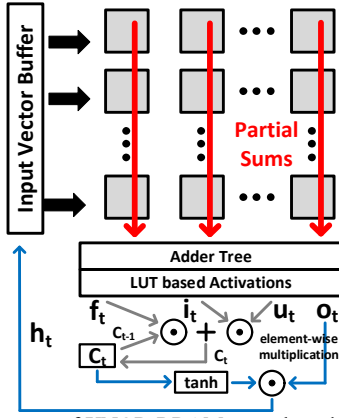 Input Vector Buffer
Partial
Sums
Adder Tree
LUT based Activations
f_t i_t u_t o_t
h_t
C_t-1
element-wise
multiplication
C_t
C_t
tanh